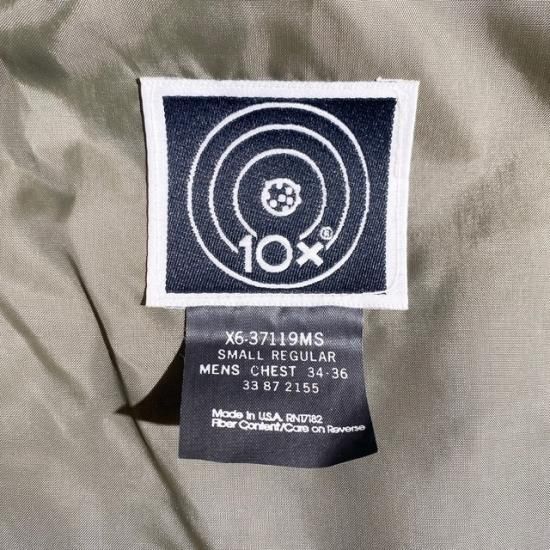 10x®
X6-37119MS
SMALL REGULAR
MENS CHEST 34-36
33 87 2155
Made in U.S.A. RN17182
Fiber Content/Care on Reverse